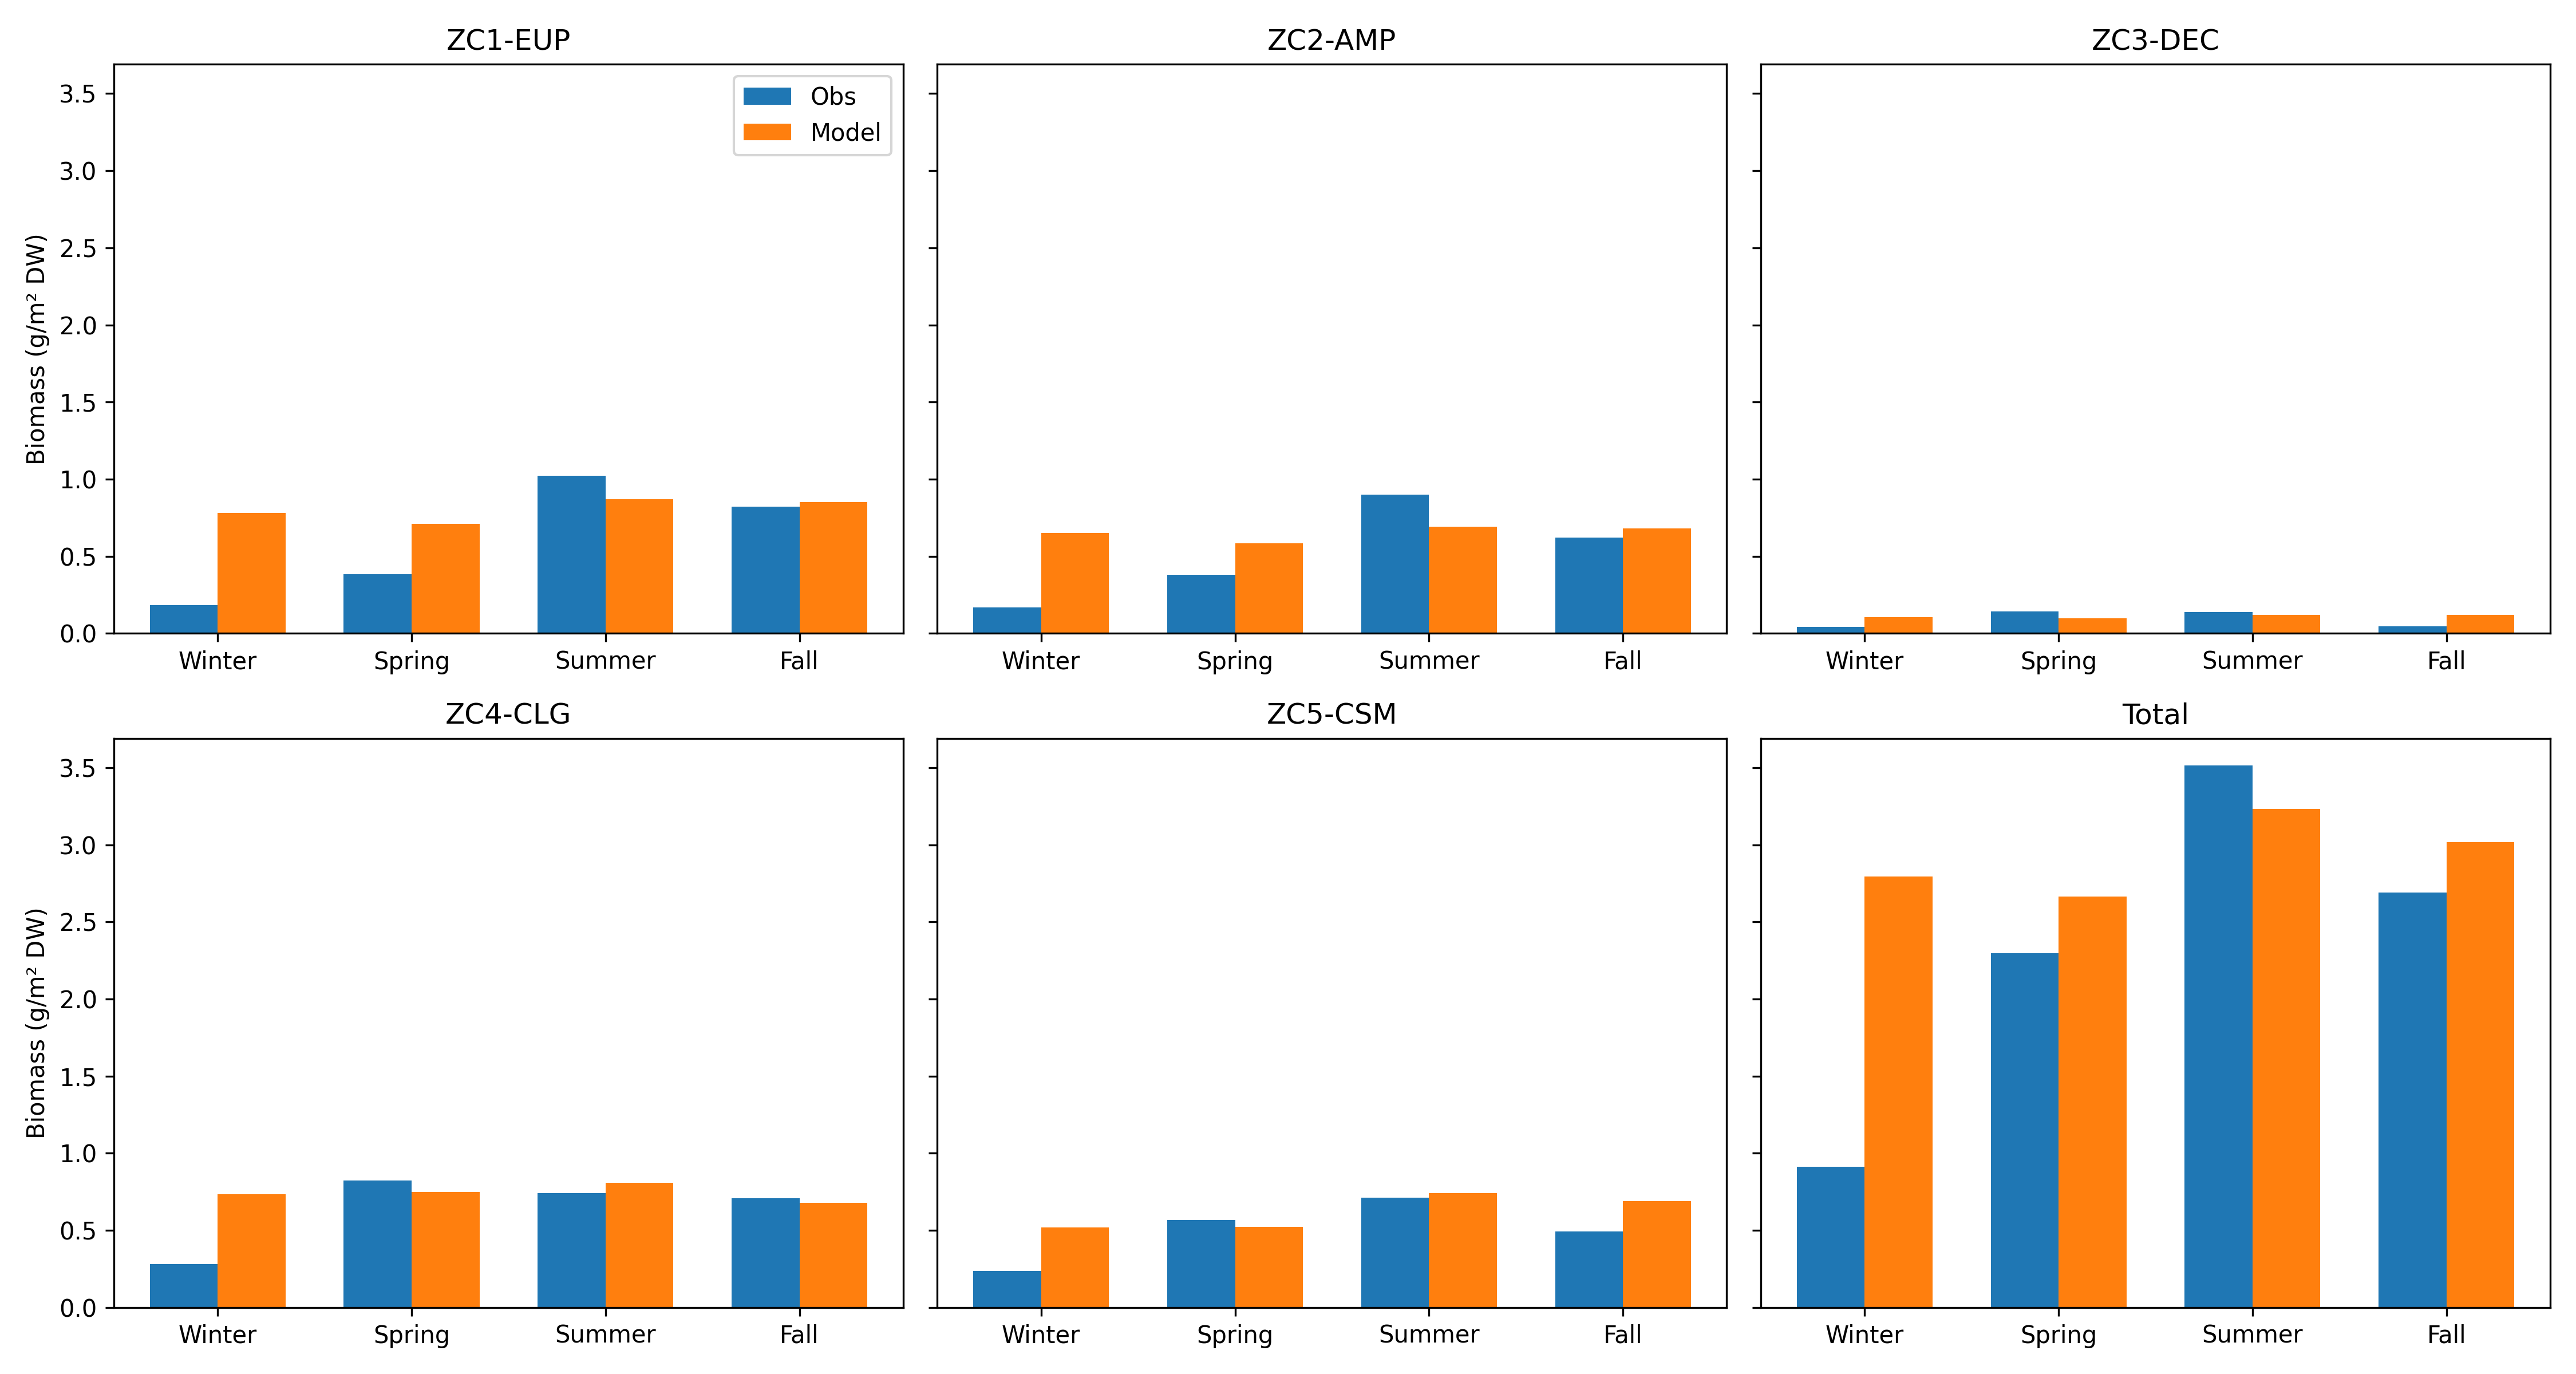 ZC1-EUP
ZC2-AMP
ZC3-DEC
Obs
Model
Biomass (g/m² DW)
3.5
3.0
2.5
2.0
1.5
1.0
0.5
0.0
Winter Spring Summer Fall
Winter Spring Summer Fall
Winter Spring Summer Fall
ZC4-CLG
ZC5-CSM
Total
Biomass (g/m² DW)
3.5
3.0
2.5
2.0
1.5
1.0
0.5
0.0
Winter Spring Summer Fall
Winter Spring Summer Fall
Winter Spring Summer Fall